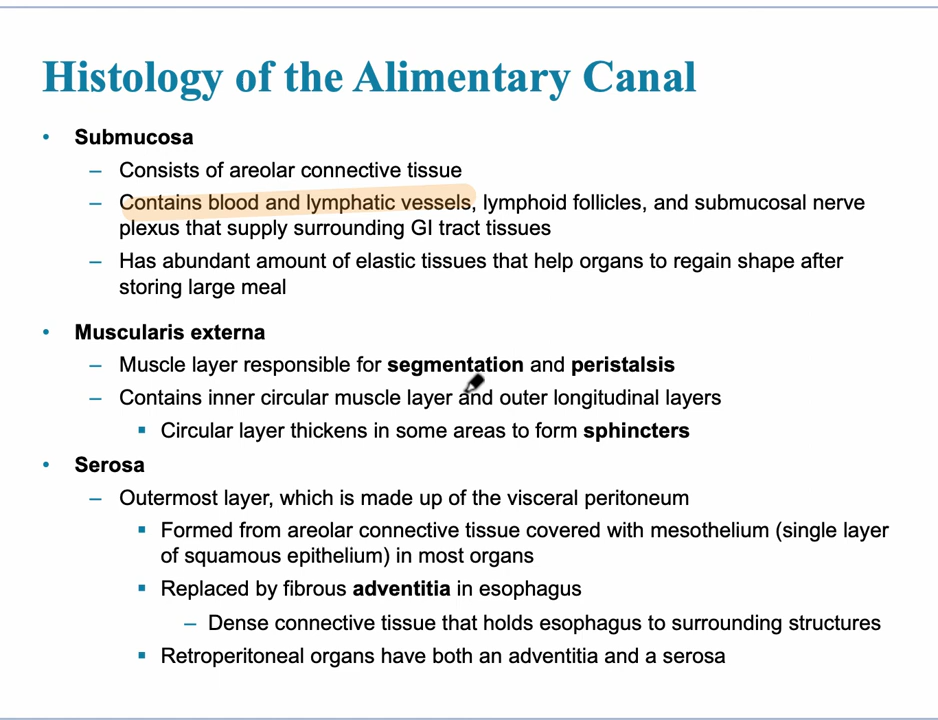 Histology of the Alimentary Canal
• Submucosa
– Consists of areolar connective tissue
– Contains blood and lymphatic vessels, lymphoid follicles, and submucosal nerve
plexus that supply surrounding GI tract tissues
– Has abundant amount of elastic tissues that help organs to regain shape after
storing large meal
• Muscularis externa
– Muscle layer responsible for segmentation and peristalsis
– Contains inner circular muscle layer and outer longitudinal layers
▪ Circular layer thickens in some areas to form sphincters
• Serosa
– Outermost layer, which is made up of the visceral peritoneum
▪ Formed from areolar connective tissue covered with mesothelium (single layer
of squamous epithelium) in most organs
▪ Replaced by fibrous adventitia in esophagus
– Dense connective tissue that holds esophagus to surrounding structures
▪ Retroperitoneal organs have both an adventitia and a serosa